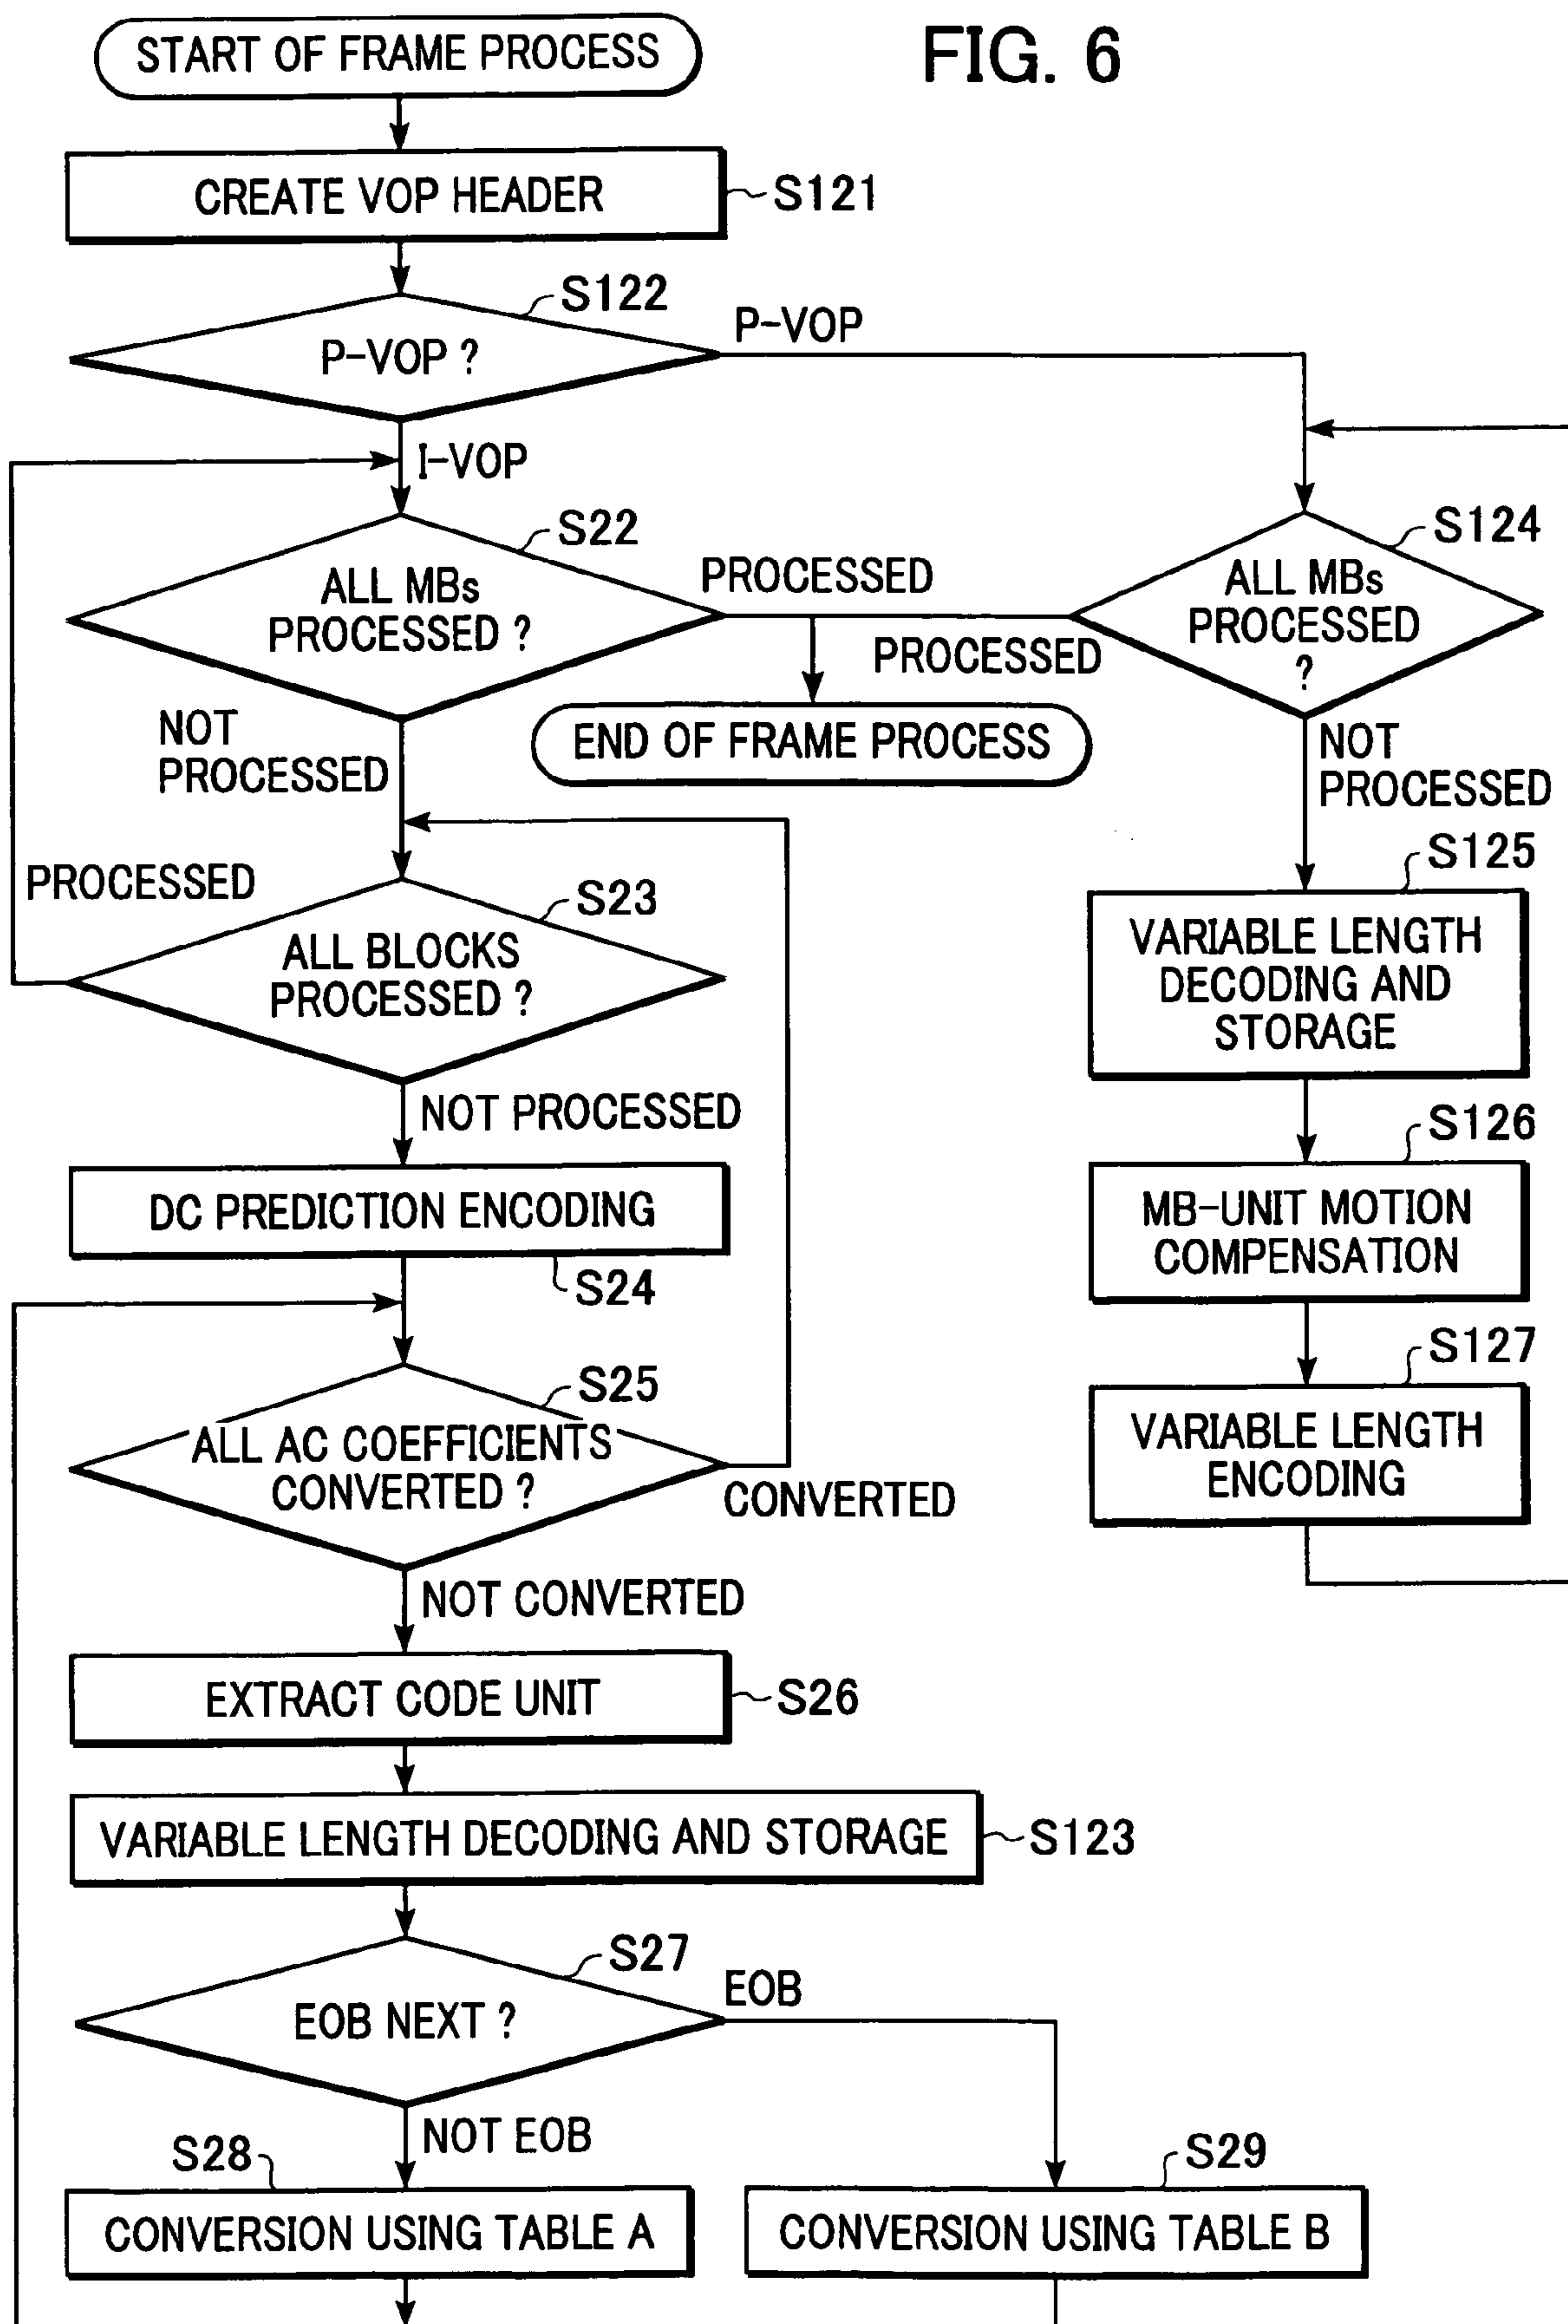 FIG. 6
START OF FRAME PROCESS
CREATE VOP HEADER
S121
S122
P-VOP ?
P-VOP
I-VOP
S22
ALL MBs
PROCESSED ?
PROCESSED
S124
ALL MBs
PROCESSED
?
PROCESSED
END OF FRAME PROCESS
NOT
PROCESSED
NOT
PROCESSED
PROCESSED
S23
ALL BLOCKS
PROCESSED ?
NOT PROCESSED
S125
VARIABLE LENGTH
DECODING AND
STORAGE
DC PREDICTION ENCODING
S24
S126
MB-UNIT MOTION
COMPENSATION
S25
ALL AC COEFFICIENTS
CONVERTED ?
CONVERTED
NOT CONVERTED
S127
VARIABLE LENGTH
ENCODING
EXTRACT CODE UNIT
S26
VARIABLE LENGTH DECODING AND STORAGE
S123
S27
EOB NEXT ?
EOB
NOT EOB
S28
CONVERSION USING TABLE A
S29
CONVERSION USING TABLE B